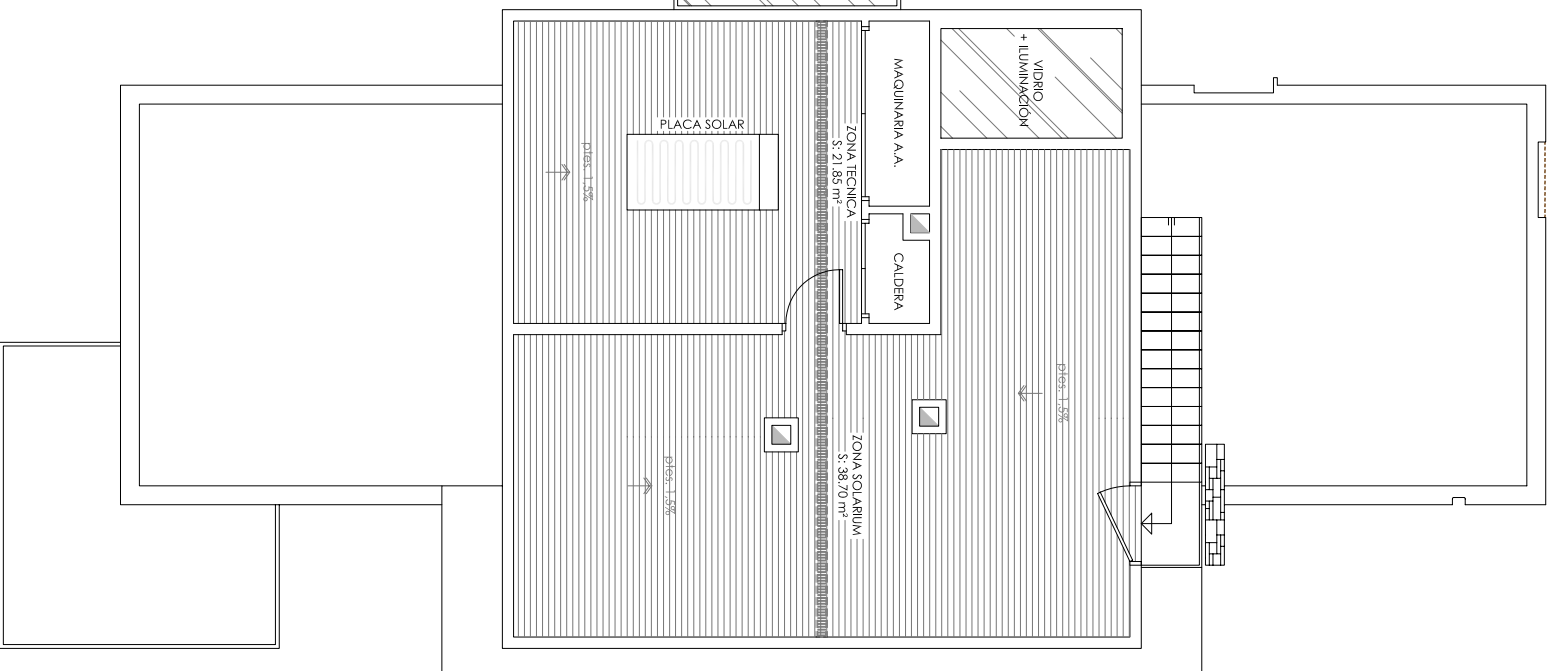 PLACA SOLAR
ptes. 1,5%
ZONA TECNICA
S: 21,85 m²
MAQUINARIA A.A.
VIDRIO
+ ILUMINACIÓN
CALDERA
ptes. 1,5%
ZONA SOLARIUM
S: 38,70 m²
ptes. 1,5%